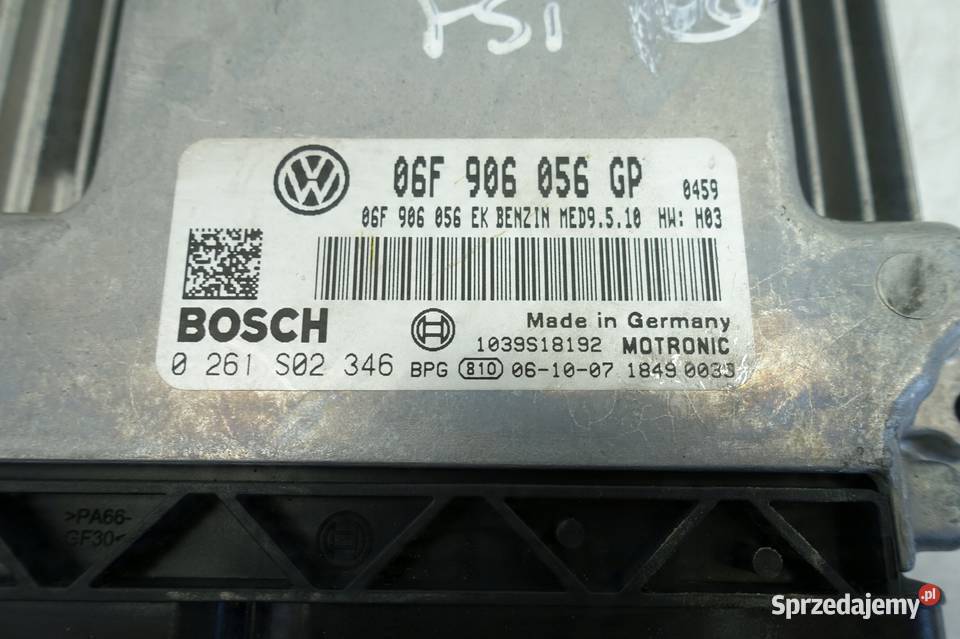 FSI
06F 906 056 GP 0459
06F 906 056 EK BENZIN MED9.5.10 HW: H03
BOSCH
Made in Germany
1039S18192 MOTRONIC
0 261 S02 346 BPG 810 06-10-07 1849 0033
>PA66-
GF30<
Sprzedajemy.pl